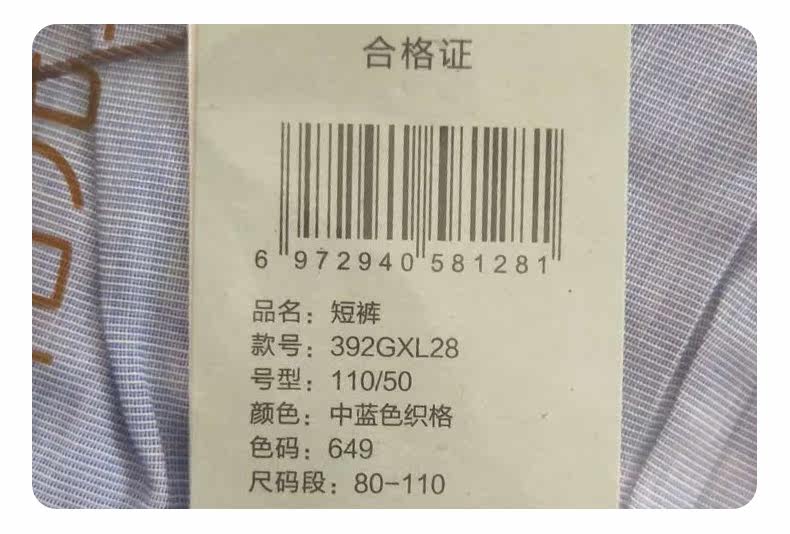 合格证
6 972940 581281
品名：短裤
款号：392GXL28
号型：110/50
颜色：中蓝色织格
色码：649
尺码段：80-110